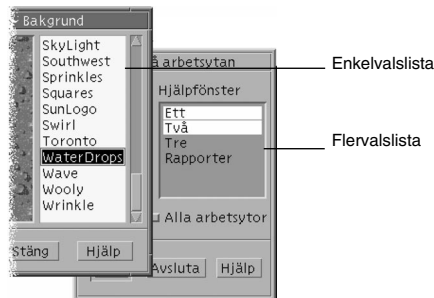 Bakgrund
SkyLight
Southwest
Sprinkles
Squares
SunLogo
Swirl
Toronto
WaterDrops
Wave
Wooly
Wrinkle
Stäng
Hjälp
å arbetsytan
Hjälpfönster
Ett
Två
Tre
Rapporter
Alla arbetsytor
Avsluta
Hjälp
Enkelvalslista
Flervalslista